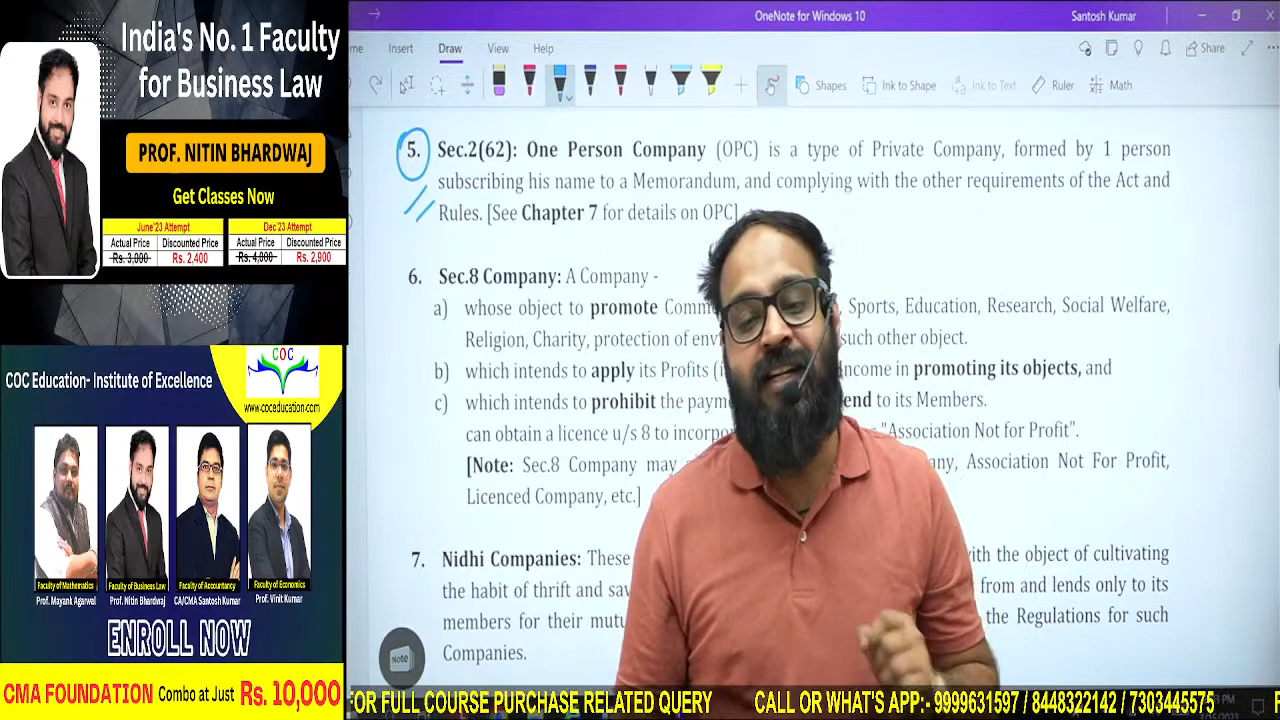 India's No. 1 Faculty
for Business Law
PROF. NITIN BHARDWAJ
Get Classes Now
June'23 Attempt
Dec'23 Attempt
Actual Price
Discounted Price
Actual Price
Discounted Price
Rs. 3,000
Rs. 2,400
Rs. 4,000
Rs. 2,900
COC Education- Institute of Excellence
COC
www.coceducation.com
Faculty of Mathematics
Faculty of Business Law
Faculty of Accountancy
Faculty of Economics
Prof. Mayank Agarwal
Prof. Nitin Bhardwaj
CA/CMA Santosh Kumar
Prof. Vinit Kumar
ENROLL NOW
CMA FOUNDATION Combo at Just Rs. 10,000
OneNote for Windows 10
Santosh Kumar
me Insert Draw View Help
Share
Shapes
Ink to Shape
Ink to Text
Ruler
Math
5. Sec.2(62): One Person Company (OPC) is a type of Private Company, formed by 1 person
subscribing his name to a Memorandum, and complying with the other requirements of the Act and
Rules. [See Chapter 7 for details on OPC]
6. Sec.8 Company: A Company -
a) whose object to promote Comm , Sports, Education, Research, Social Welfare,
Religion, Charity, protection of env such other object.
b) which intends to apply its Profits (i ncome in promoting its objects, and
c) which intends to prohibit the payme end to its Members.
can obtain a licence u/s 8 to incorpo "Association Not for Profit".
[Note: Sec.8 Company may any, Association Not For Profit,
Licenced Company, etc.]
7. Nidhi Companies: These with the object of cultivating
the habit of thrift and sav from and lends only to its
members for their mutu the Regulations for such
Companies.
Note
FOR FULL COURSE PURCHASE RELATED QUERY CALL OR WHAT'S APP:- 9999631597 / 8448322142 / 7303445575